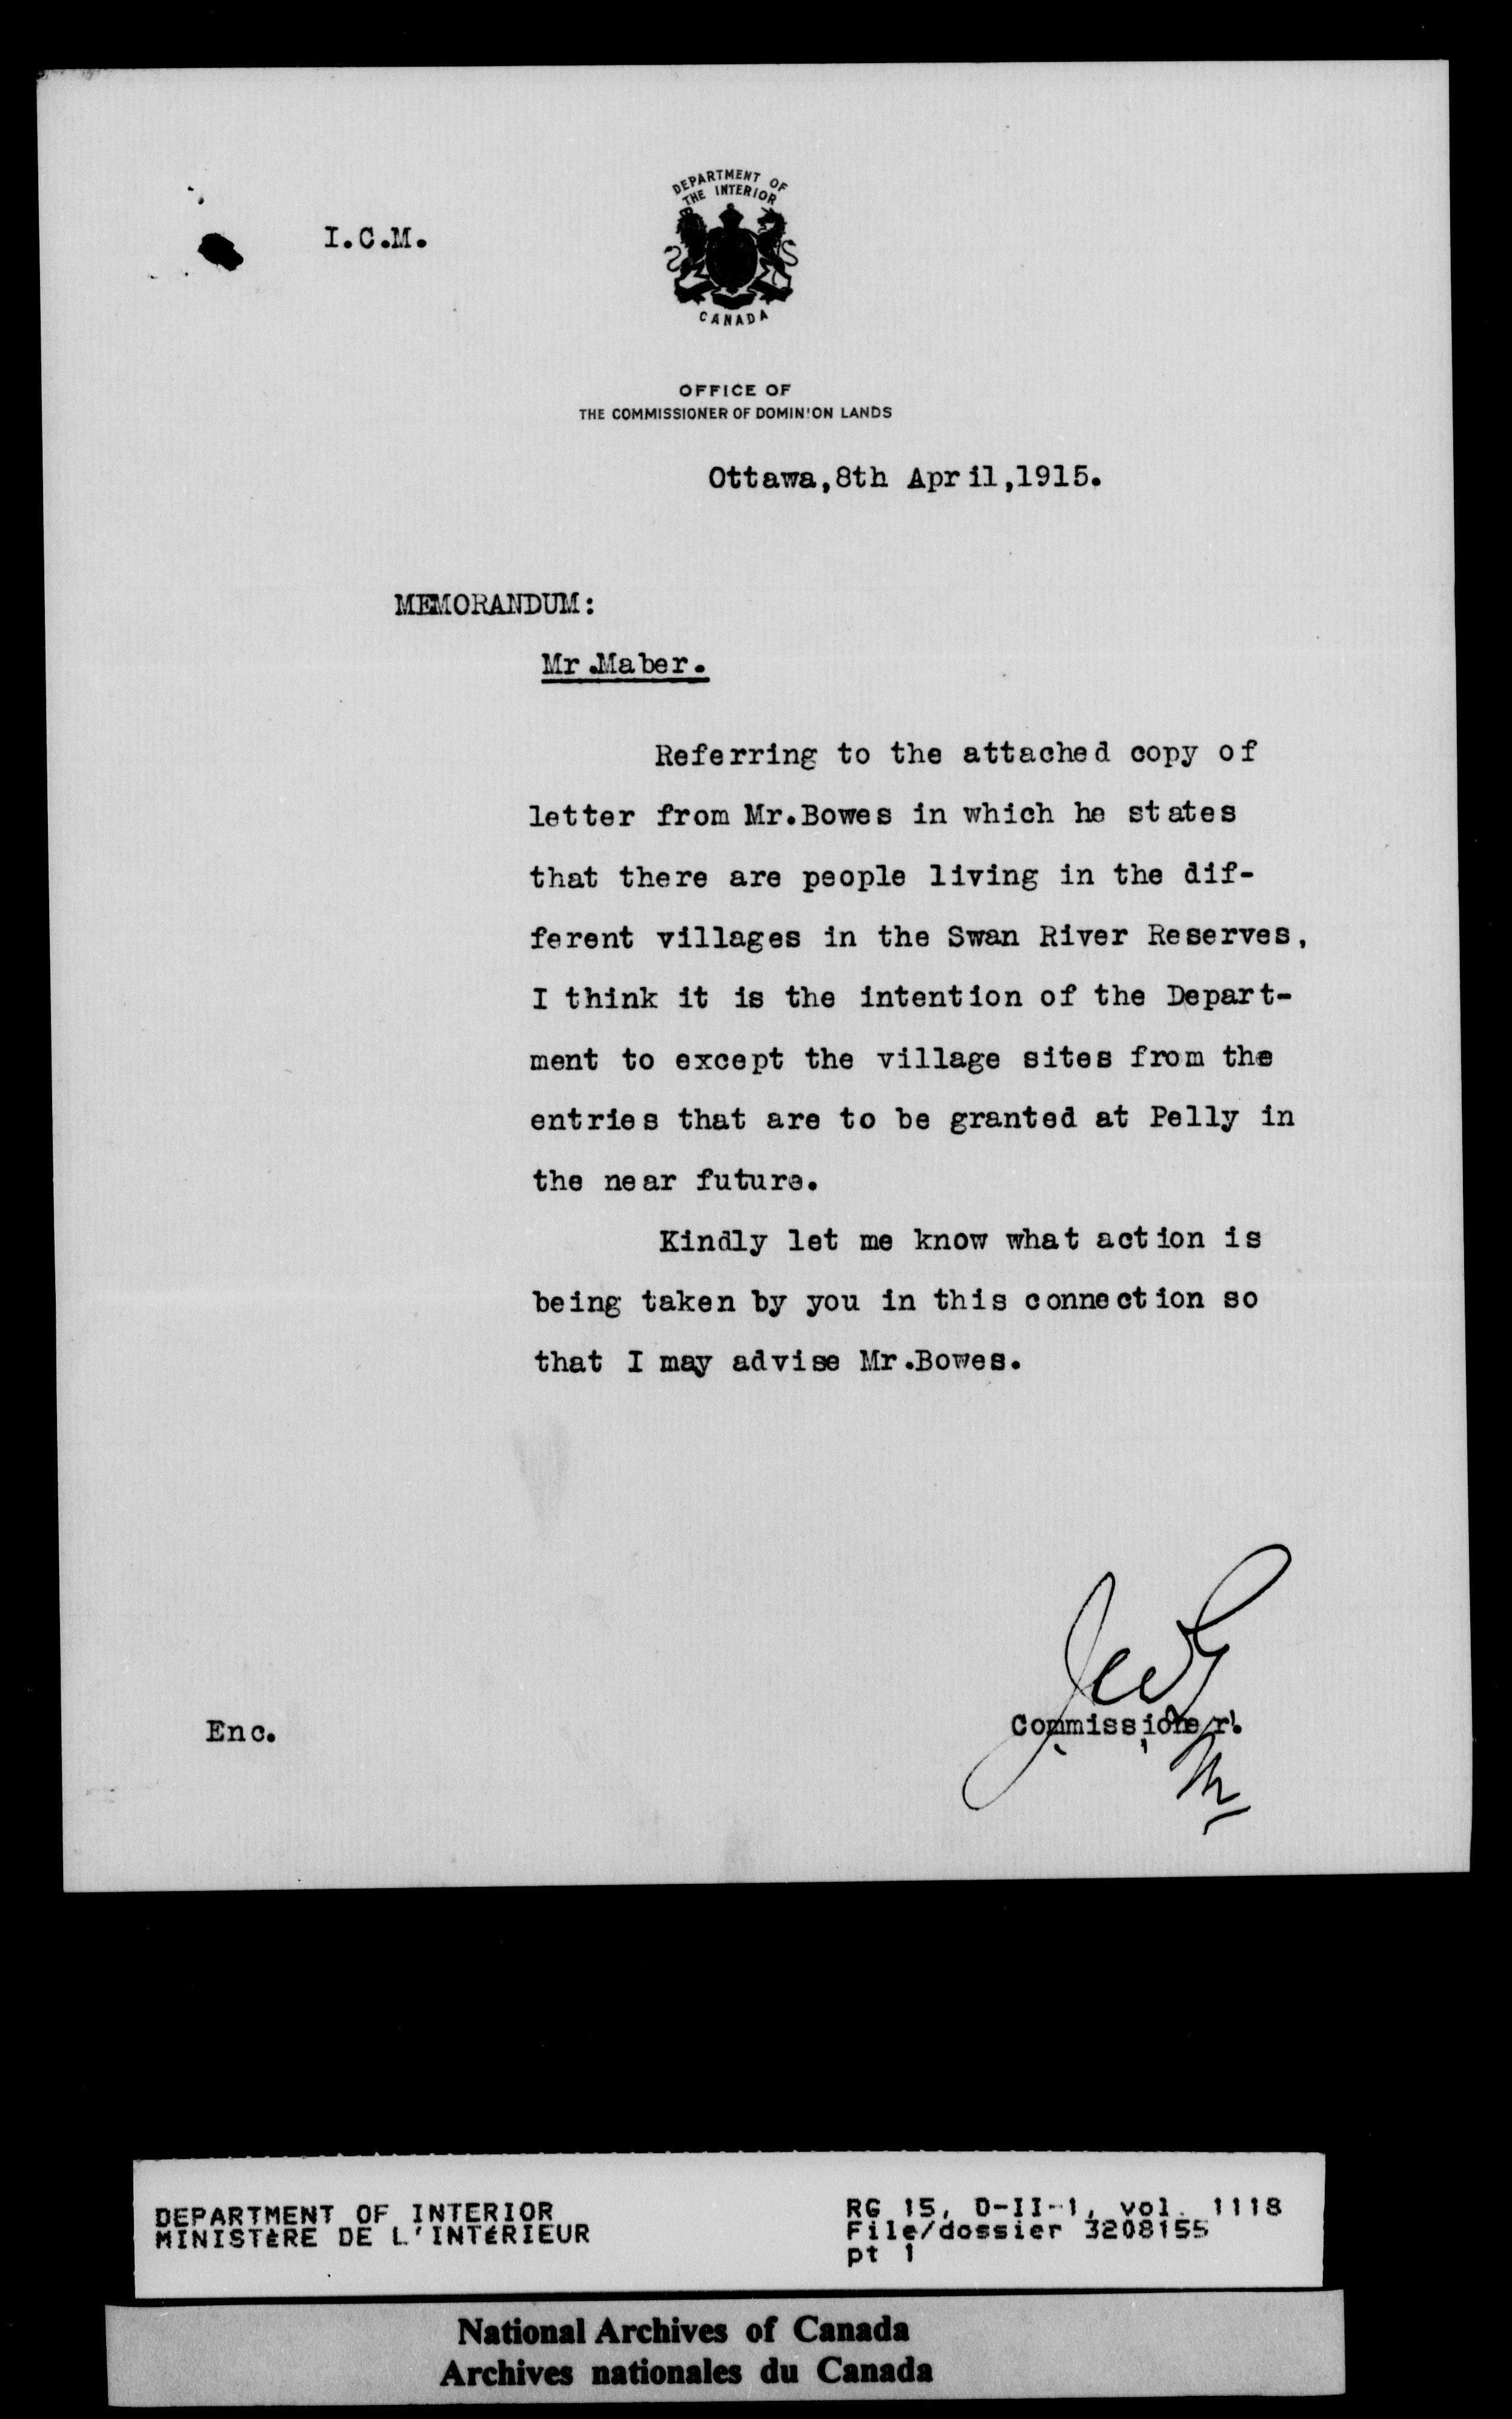 I.C.M.
DEPARTMENT OF
THE INTERIOR
CANADA
OFFICE OF
THE COMMISSIONER OF DOMINION LANDS
Ottawa,8th April,1915.
MEMORANDUM:
Mr.Maber.
Referring to the attached copy of
letter from Mr.Bowes in which he states
that there are people living in the dif-
ferent villages in the Swan River Reserves,
I think it is the intention of the Depart-
ment to except the village sites from the
entries that are to be granted at Pelly in
the near future.
Kindly let me know what action is
being taken by you in this connection so
that I may advise Mr.Bowes.
Enc.
Commissioner.
DEPARTMENT OF INTERIOR
MINISTÈRE DE L'INTÉRIEUR
RG 15, D-II-1, vol. 1118
File/dossier 3208155
pt 1
National Archives of Canada
Archives nationales du Canada